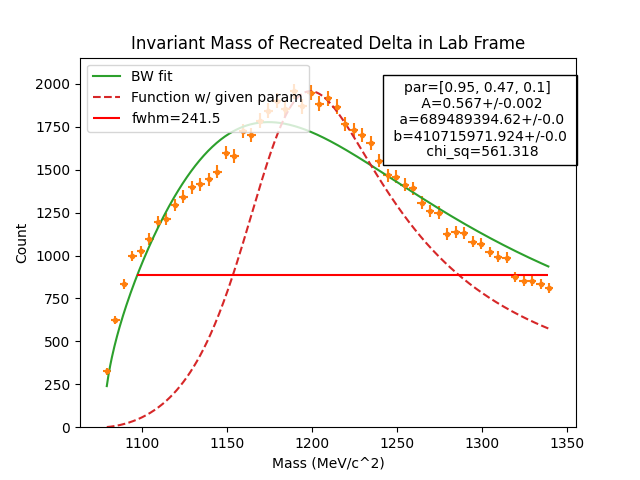 Invariant Mass of Recreated Delta in Lab Frame
BW fit
Function w/ given param
fwhm=241.5
par=[0.95, 0.47, 0.1]
A=0.567+/-0.002
a=689489394.62+/-0.0
b=410715971.924+/-0.0
chi_sq=561.318
Count
2000
1750
1500
1250
1000
750
500
250
0
1100
1150
1200
1250
1300
1350
Mass (MeV/c^2)